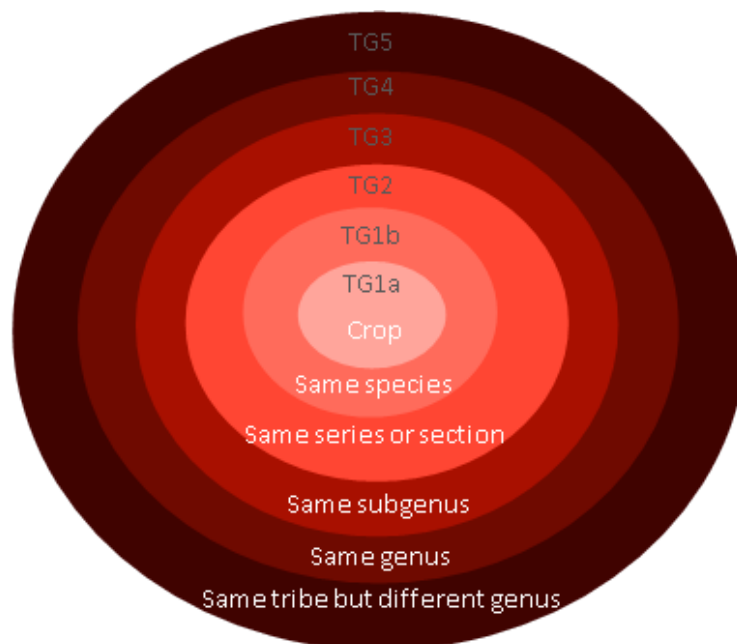 TG5
TG4
TG3
TG2
TG1b
TG1a
Crop
Same species
Same series or section
Same subgenus
Same genus
Same tribe but different genus